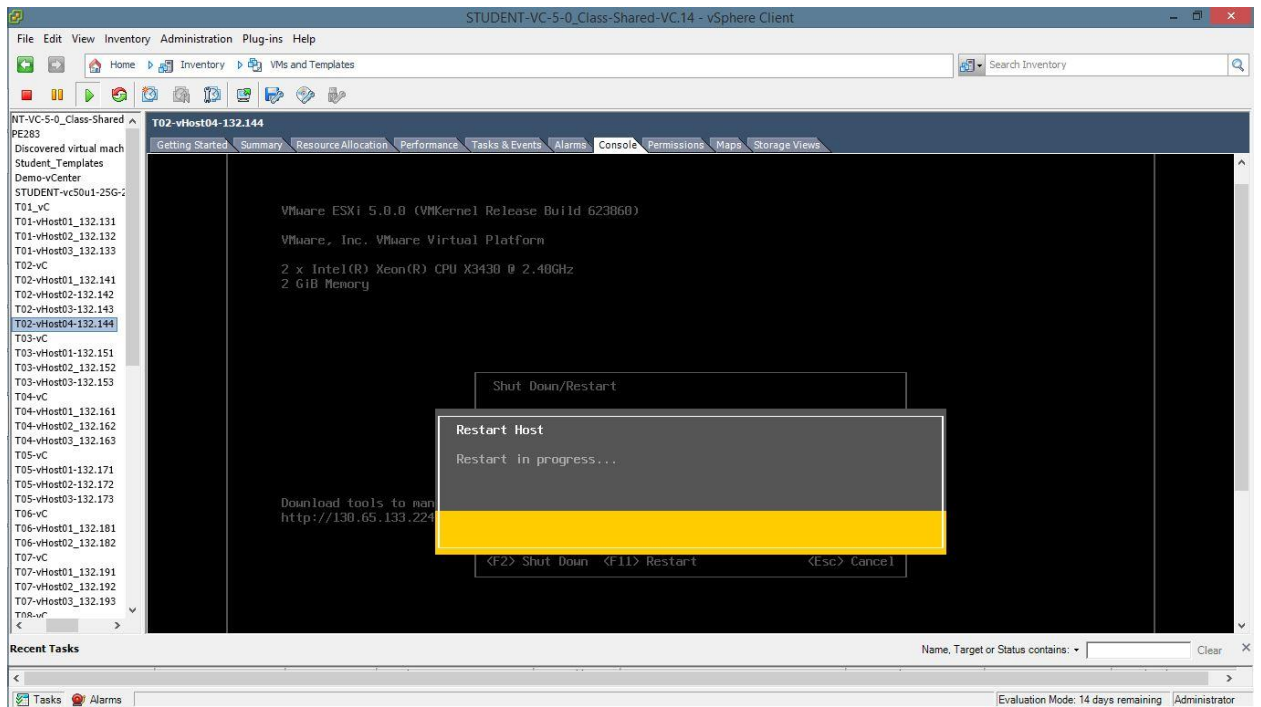 STUDENT-VC-5-0_Class-Shared-VC.14 - vSphere Client
File Edit View Inventory Administration Plug-ins Help
Home Inventory VMs and Templates
Search Inventory
NT-VC-5-0_Class-Shared
PE283
Discovered virtual mach
Student_Templates
Demo-vCenter
STUDENT-vc50u1-25G-2
T01_vC
T01-vHost01_132.131
T01-vHost02_132.132
T01-vHost03_132.133
T02-vC
T02-vHost01_132.141
T02-vHost02-132.142
T02-vHost03-132.143
T02-vHost04-132.144
T03-vC
T03-vHost01-132.151
T03-vHost02_132.152
T03-vHost03-132.153
T04-vC
T04-vHost01_132.161
T04-vHost02_132.162
T04-vHost03_132.163
T05-vC
T05-vHost01-132.171
T05-vHost02-132.172
T05-vHost03-132.173
T06-vC
T06-vHost01_132.181
T06-vHost02_132.182
T07-vC
T07-vHost01_132.191
T07-vHost02_132.192
T07-vHost03_132.193
T08-vC
T02-vHost04-132.144
Getting Started Summary Resource Allocation Performance Tasks & Events Alarms Console Permissions Maps Storage Views
VMware ESXi 5.0.0 (VMKernel Release Build 623860)
VMware, Inc. VMware Virtual Platform
2 x Intel(R) Xeon(R) CPU X3430 @ 2.40GHz
2 GiB Memory
Shut Down/Restart
Restart Host
Restart in progress...
Download tools to man
http://130.65.133.224
<F2> Shut Down <F11> Restart <Esc> Cancel
Recent Tasks
Name, Target or Status contains:
Clear
Tasks Alarms
Evaluation Mode: 14 days remaining
Administrator